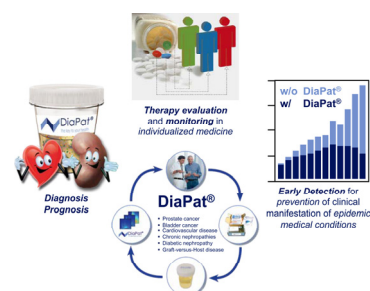 Therapy evaluation
and monitoring in
individualized medicine
DiaPat®
Diagnosis
Prognosis
w/o DiaPat®
w/ DiaPat®
Early Detection for
prevention of clinical
manifestation of epidemic
medical conditions
DiaPat®
• Prostate cancer
• Bladder cancer
• Cardiovascular disease
• Chronic nephropathies
• Diabetic nephropathy
• Graft-versus-Host disease